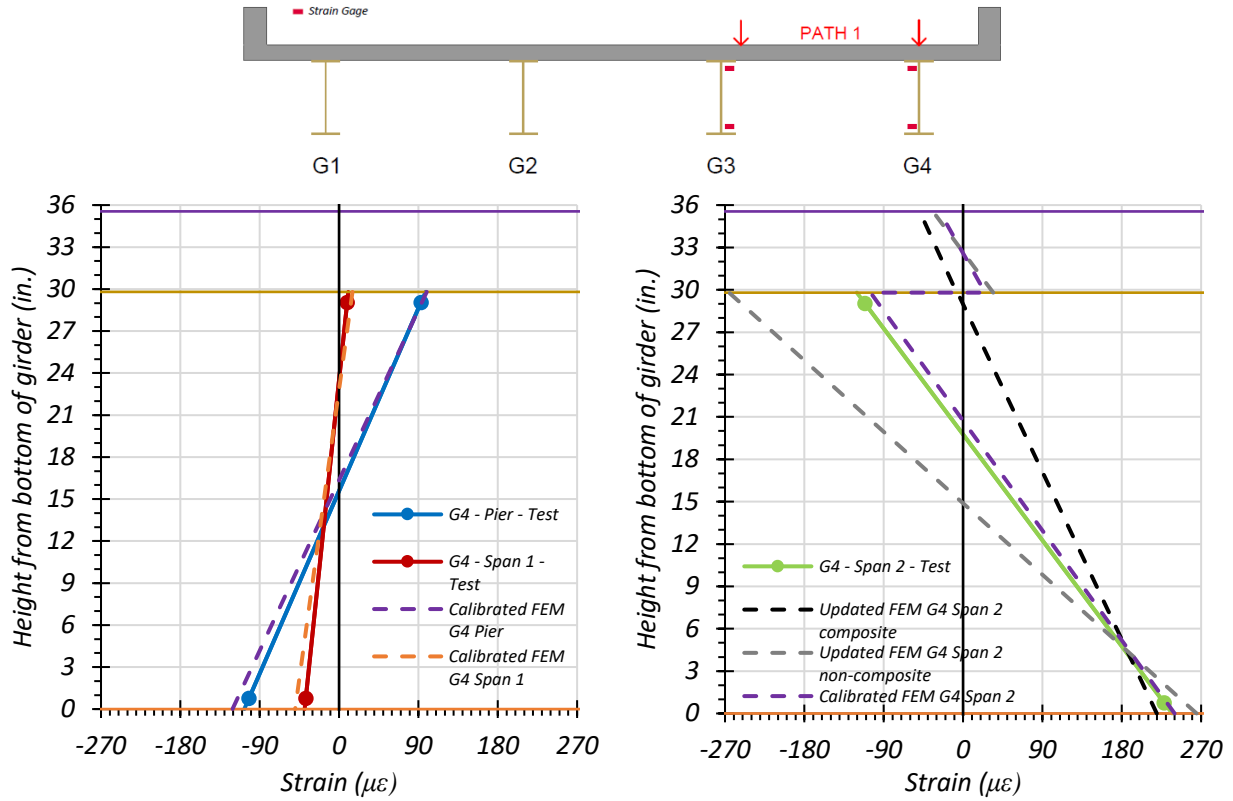 Strain Gage
PATH 1
G1
G2
G3
G4
Height from bottom of girder (in.)
36
33
30
27
24
21
18
15
12
9
6
3
0
-270
-180
-90
0
90
180
270
Strain (με)
G4 - Pier - Test
G4 - Span 1 -
Test
Calibrated FEM
G4 Pier
Calibrated FEM
G4 Span 1
Height from bottom of girder (in.)
36
33
30
27
24
21
18
15
12
9
6
3
0
-270
-180
-90
0
90
180
270
Strain (με)
G4 - Span 2 - Test
Updated FEM G4 Span 2
composite
Updated FEM G4 Span 2
non-composite
Calibrated FEM G4 Span 2